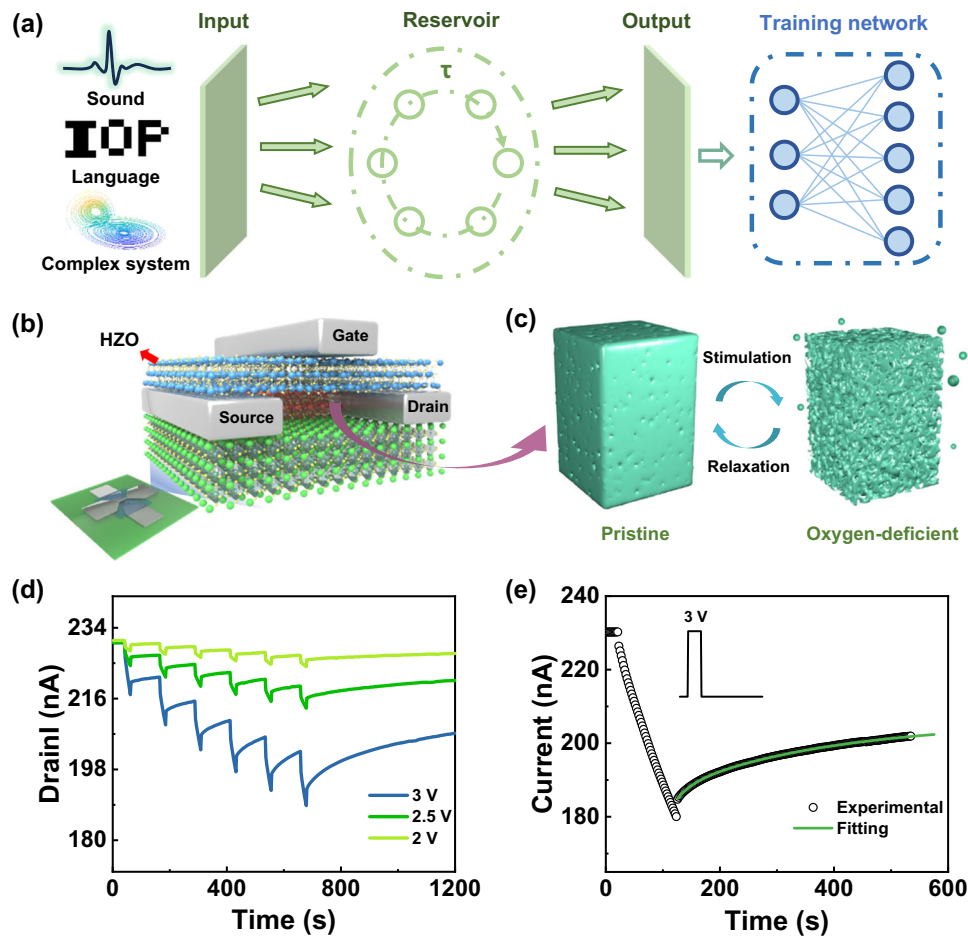 (a)
Input
Reservoir
Output
Training network
τ
Sound
IOP
Language
Complex system
(b)
HZO
Gate
Source
Drain
(c)
Stimulation
Relaxation
Pristine
Oxygen-deficient
(d)
DrainI (nA)
234
216
198
180
3 V
2.5 V
2 V
0 400 800 1200
Time (s)
(e)
Current (nA)
240
220
200
180
3 V
Experimental
Fitting
0 200 400 600
Time (s)